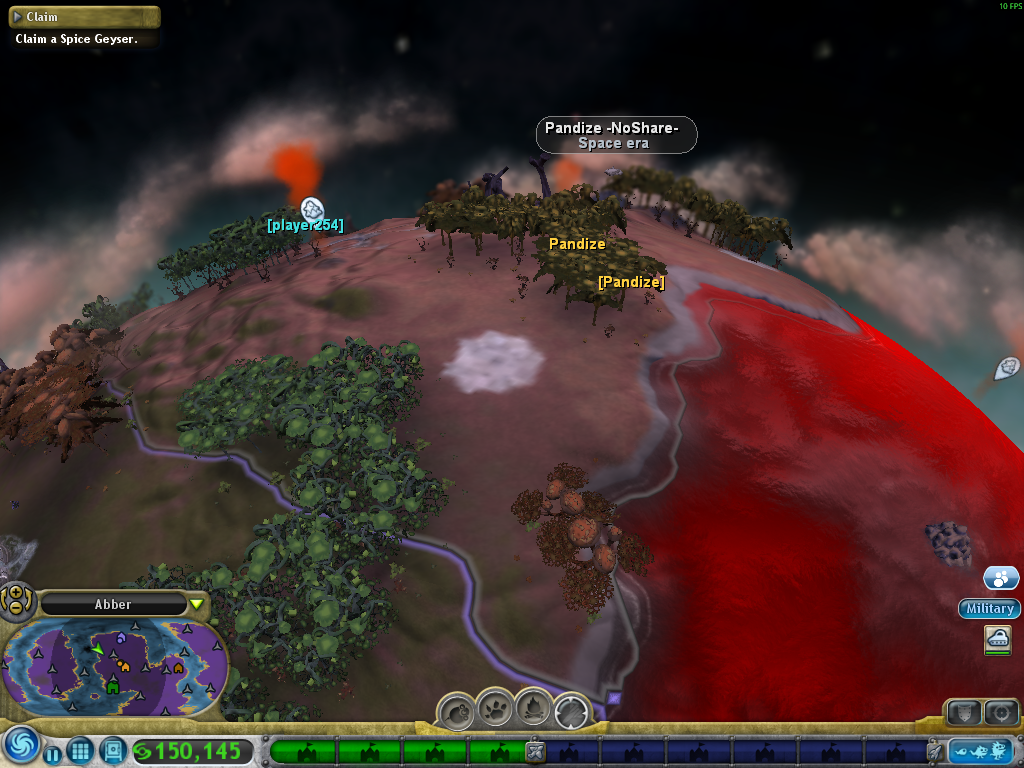 Claim
10 FPS
Claim a Spice Geyser.
Pandize -NoShare-
Space era
[player254]
Pandize
[Pandize]
Military
Abber
150,145